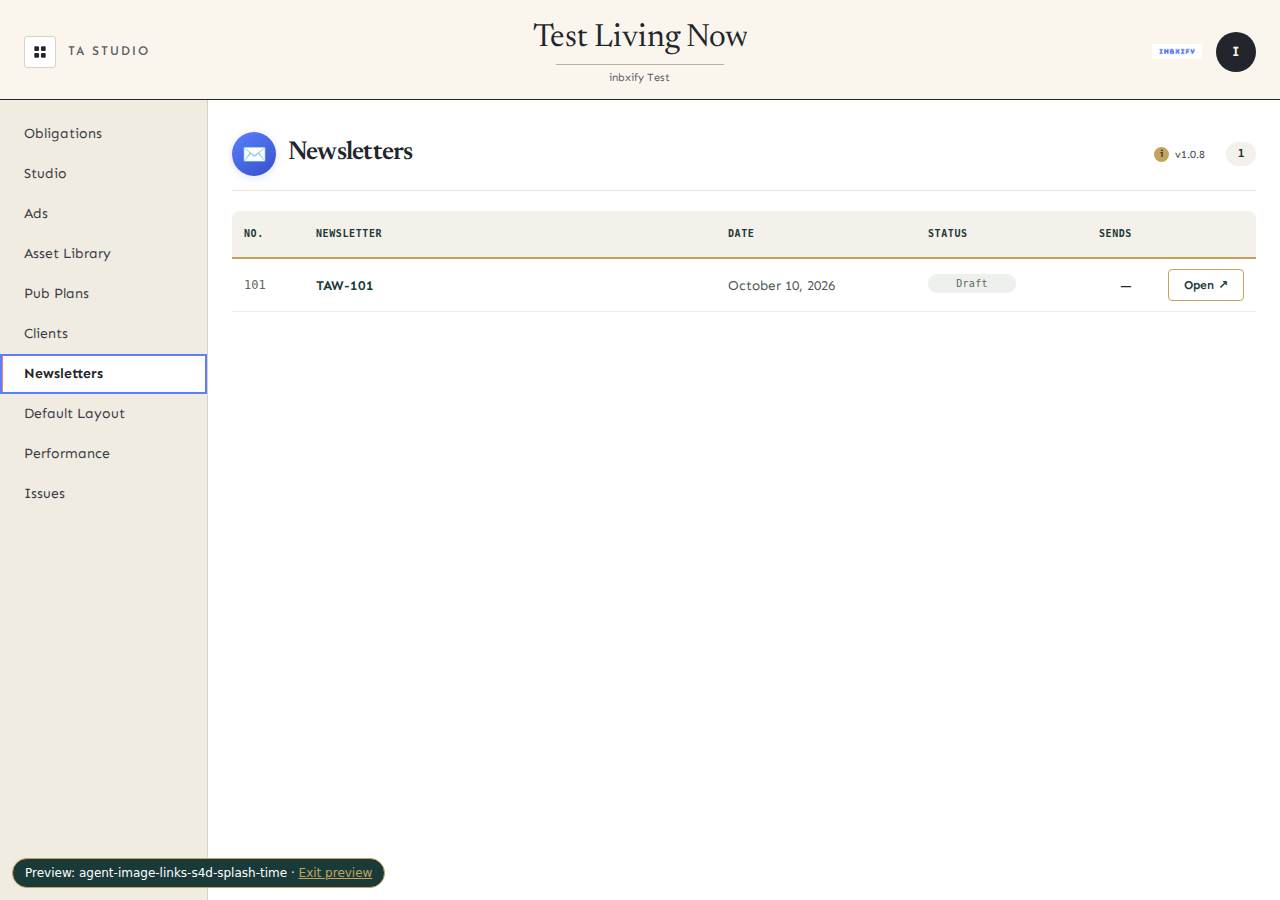 TA STUDIO
Test Living Now
inbxify Test
INBXIFY
I
Obligations
Studio
Ads
Asset Library
Pub Plans
Clients
Newsletters
Default Layout
Performance
Issues
Newsletters
i v1.0.8 1
NO. NEWSLETTER DATE STATUS SENDS
101 TAW-101 October 10, 2026 Draft — Open ↗
Preview: agent-image-links-s4d-splash-time · Exit preview